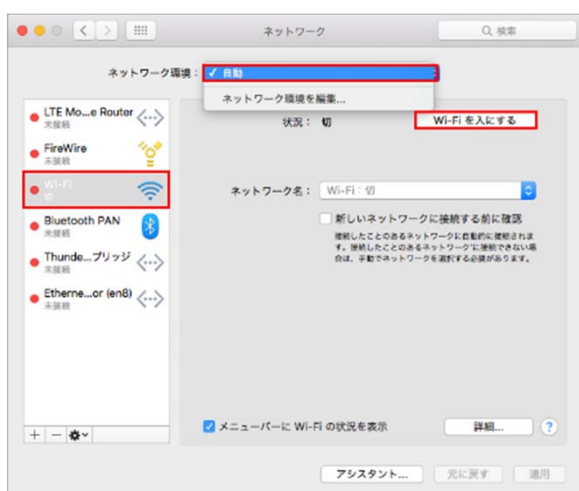 ネットワーク
検索
ネットワーク環境：
✓ 自動
ネットワーク環境を編集...
LTE Mo...e Router
未接続
FireWire
未接続
Wi-Fi
切
Bluetooth PAN
未接続
Thunde...ブリッジ
未接続
Etherne...or (en8)
未接続
状況： 切
Wi-Fi を入にする
ネットワーク名： Wi-Fi：切
新しいネットワークに接続する前に確認
接続したことのあるネットワークに自動的に接続されま
す。接続したことのあるネットワークに接続できない場
合は、手動でネットワークを選択する必要があります。
メニューバーに Wi-Fi の状況を表示
詳細... ?
アシスタント... 元に戻す 適用